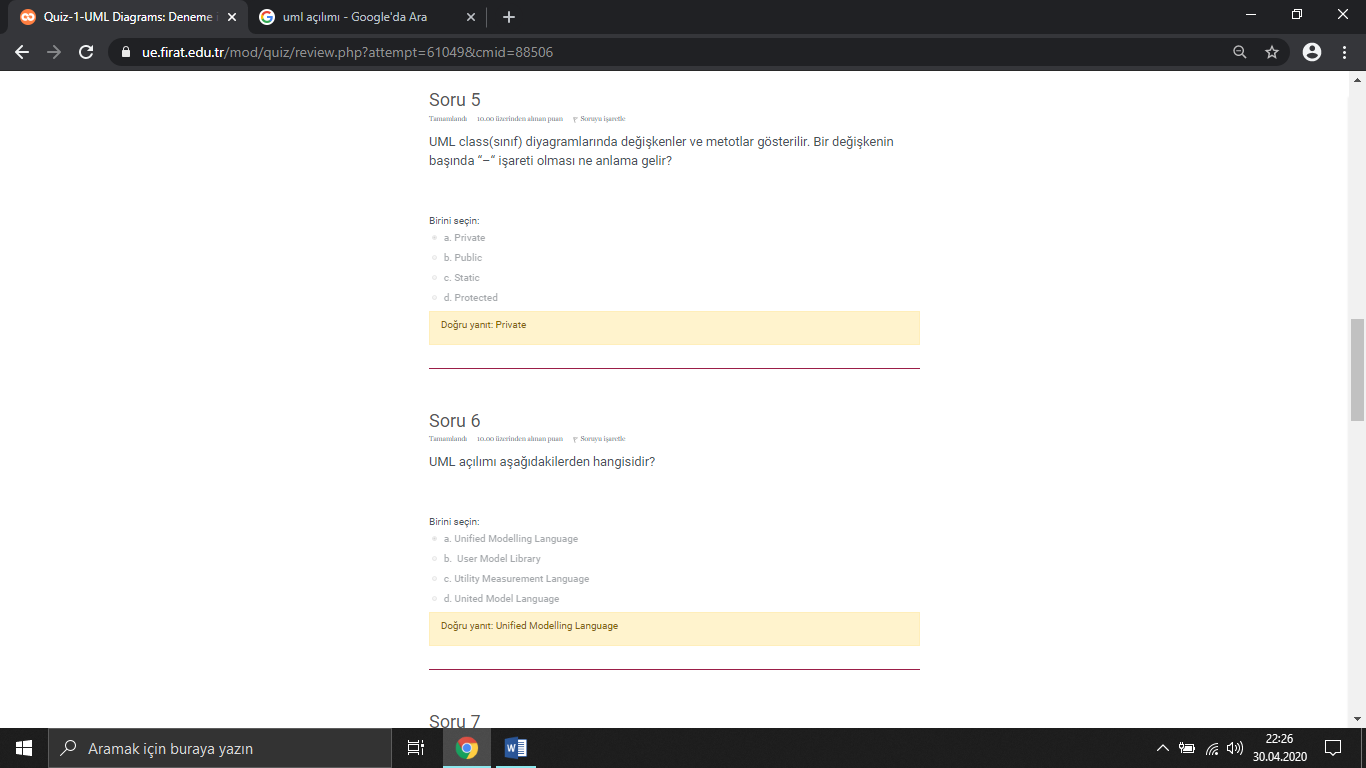 Quiz-1-UML Diagrams: Deneme
uml açılımı - Google'da Ara
ue.firat.edu.tr/mod/quiz/review.php?attempt=61049&cmid=88506
Soru 5
Tamamlandı 10.00 üzerinden alınan puan Soruyu işaretle
UML class(sınıf) diyagramlarında değişkenler ve metotlar gösterilir. Bir değişkenin
başında “–“ işareti olması ne anlama gelir?
Birini seçin:
a. Private
b. Public
c. Static
d. Protected
Doğru yanıt: Private
Soru 6
Tamamlandı 10.00 üzerinden alınan puan Soruyu işaretle
UML açılımı aşağıdakilerden hangisidir?
Birini seçin:
a. Unified Modelling Language
b. User Model Library
c. Utility Measurement Language
d. United Model Language
Doğru yanıt: Unified Modelling Language
Soru 7
Aramak için buraya yazın
22:26
30.04.2020